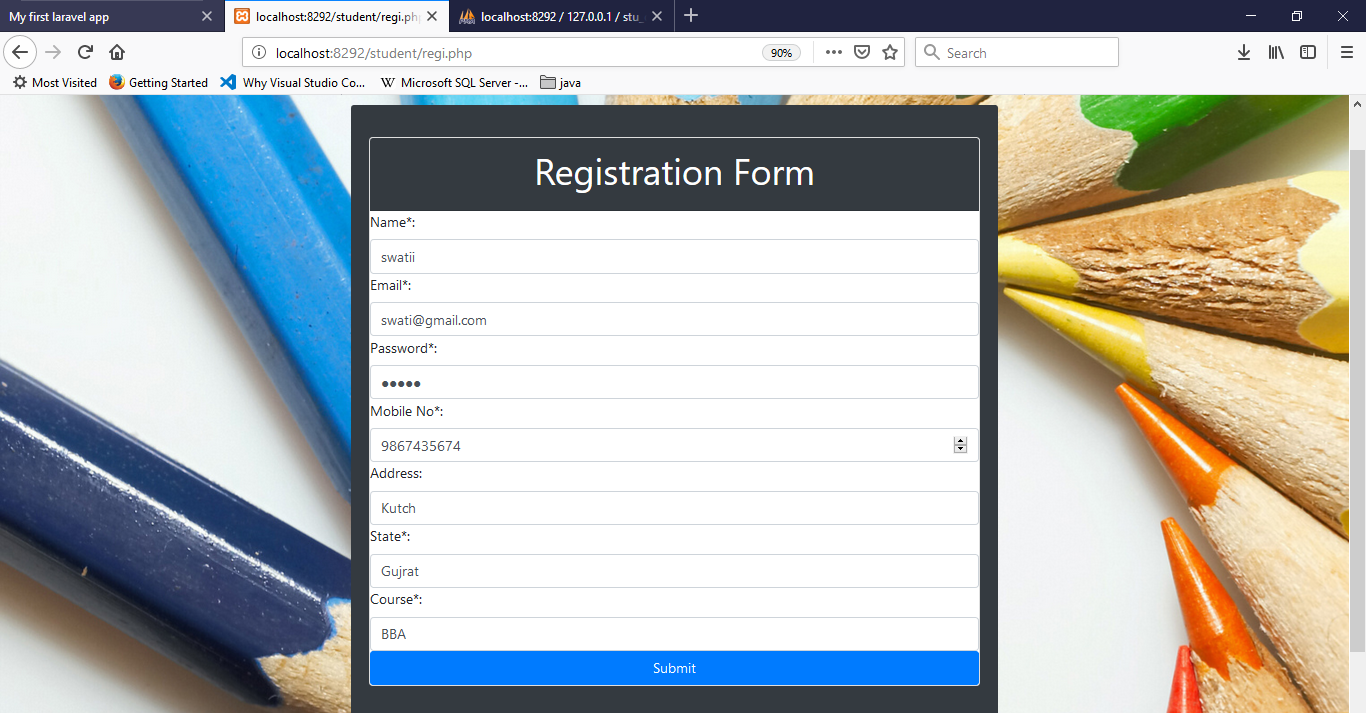 My first laravel app
localhost:8292/student/regi.ph
localhost:8292 / 127.0.0.1 / stu
localhost:8292/student/regi.php
90%
Search
Most Visited
Getting Started
Why Visual Studio Co...
W Microsoft SQL Server -...
java
Registration Form
Name*:
swatii
Email*:
swati@gmail.com
Password*:
●●●●●
Mobile No*:
9867435674
Address:
Kutch
State*:
Gujrat
Course*:
BBA
Submit